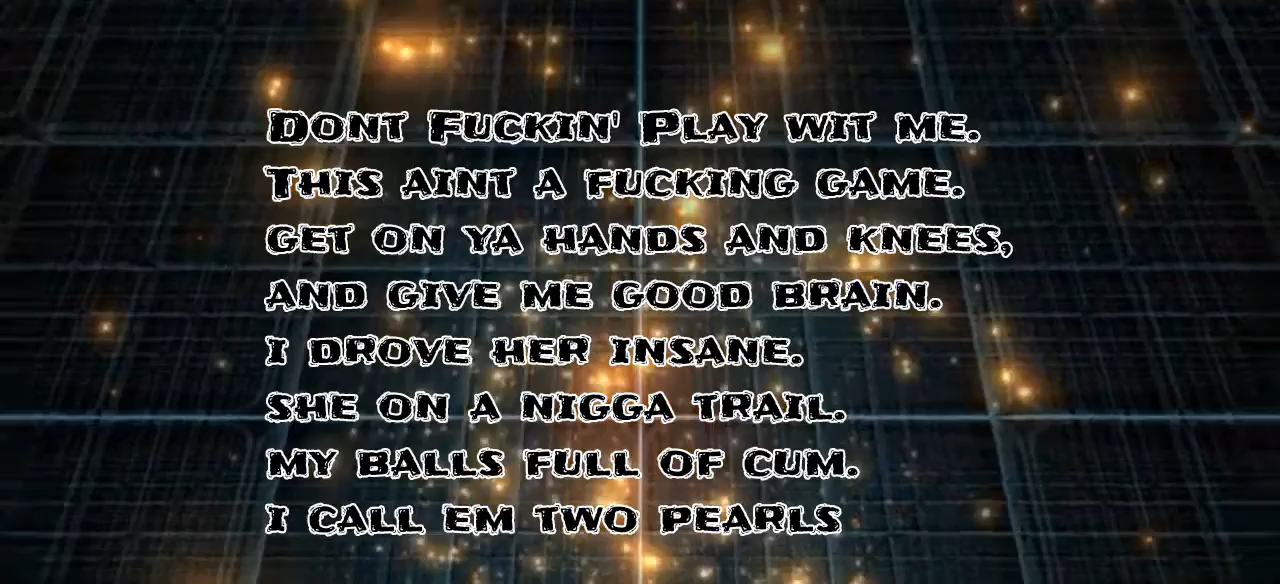 Dont Fuckin' Play wit me.
This aint a fucking game.
get on ya hands and knees,
and give me good brain.
i drove her insane.
she on a nigga trail.
my balls full of cum.
i call em two pearls